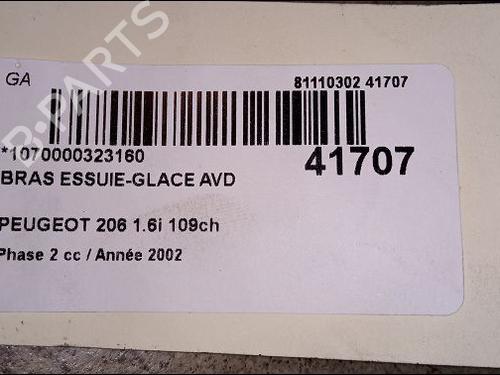 GA
81110302 41707
*1070000323160
41707
BRAS ESSUIE-GLACE AVD
PEUGEOT 206 1.6i 109ch
Phase 2 cc / Année 2002
B-PARTS